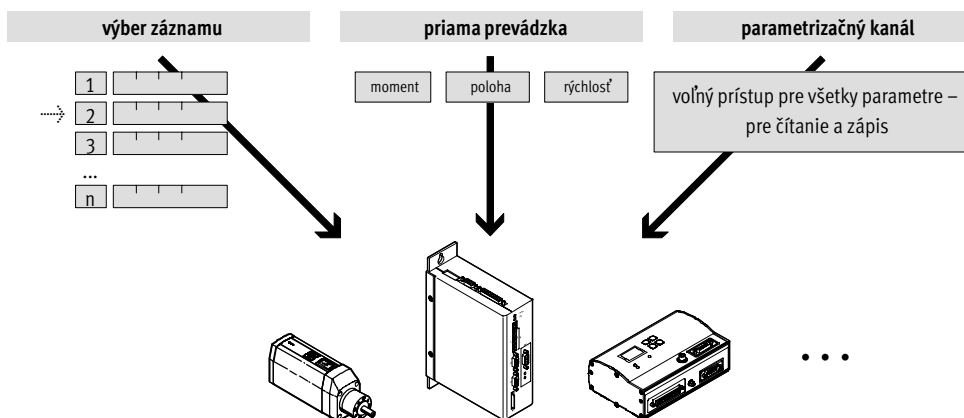 výber záznamu
priama prevádzka
parametrizačný kanál
1
2
3
...
n
moment
poloha
rýchlosť
voľný prístup pre všetky parametre –
pre čítanie a zápis
...